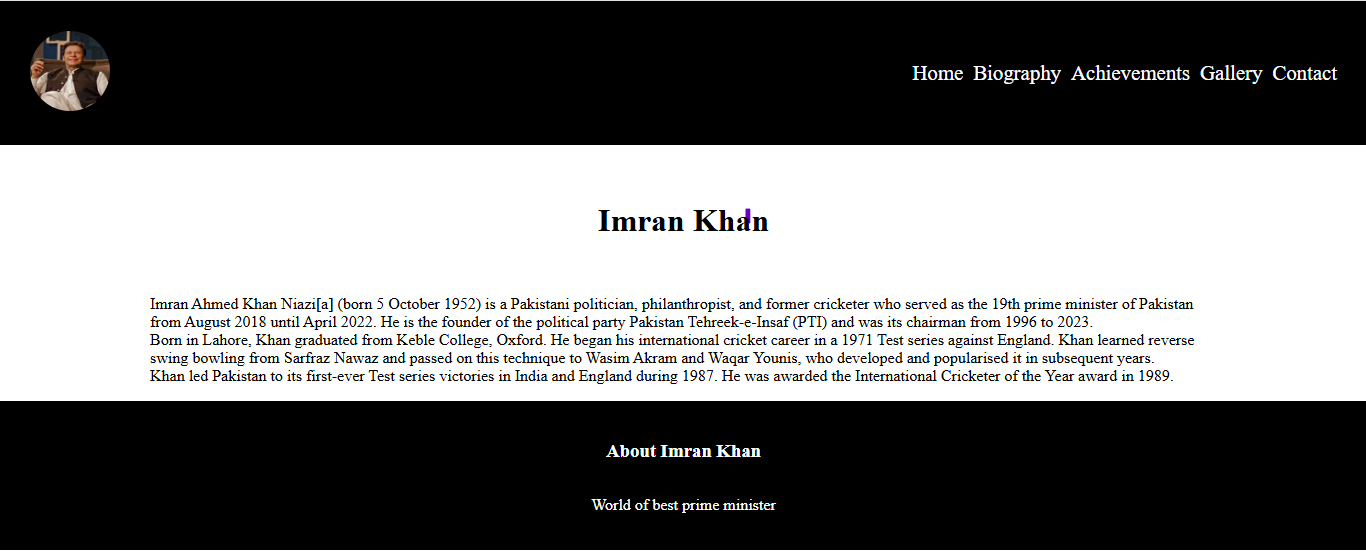 Home Biography Achievements Gallery Contact
Imran Khan
Imran Ahmed Khan Niazi[a] (born 5 October 1952) is a Pakistani politician, philanthropist, and former cricketer who served as the 19th prime minister of Pakistan
from August 2018 until April 2022. He is the founder of the political party Pakistan Tehreek-e-Insaf (PTI) and was its chairman from 1996 to 2023.
Born in Lahore, Khan graduated from Keble College, Oxford. He began his international cricket career in a 1971 Test series against England. Khan learned reverse
swing bowling from Sarfraz Nawaz and passed on this technique to Wasim Akram and Waqar Younis, who developed and popularised it in subsequent years.
Khan led Pakistan to its first-ever Test series victories in India and England during 1987. He was awarded the International Cricketer of the Year award in 1989.
About Imran Khan
World of best prime minister